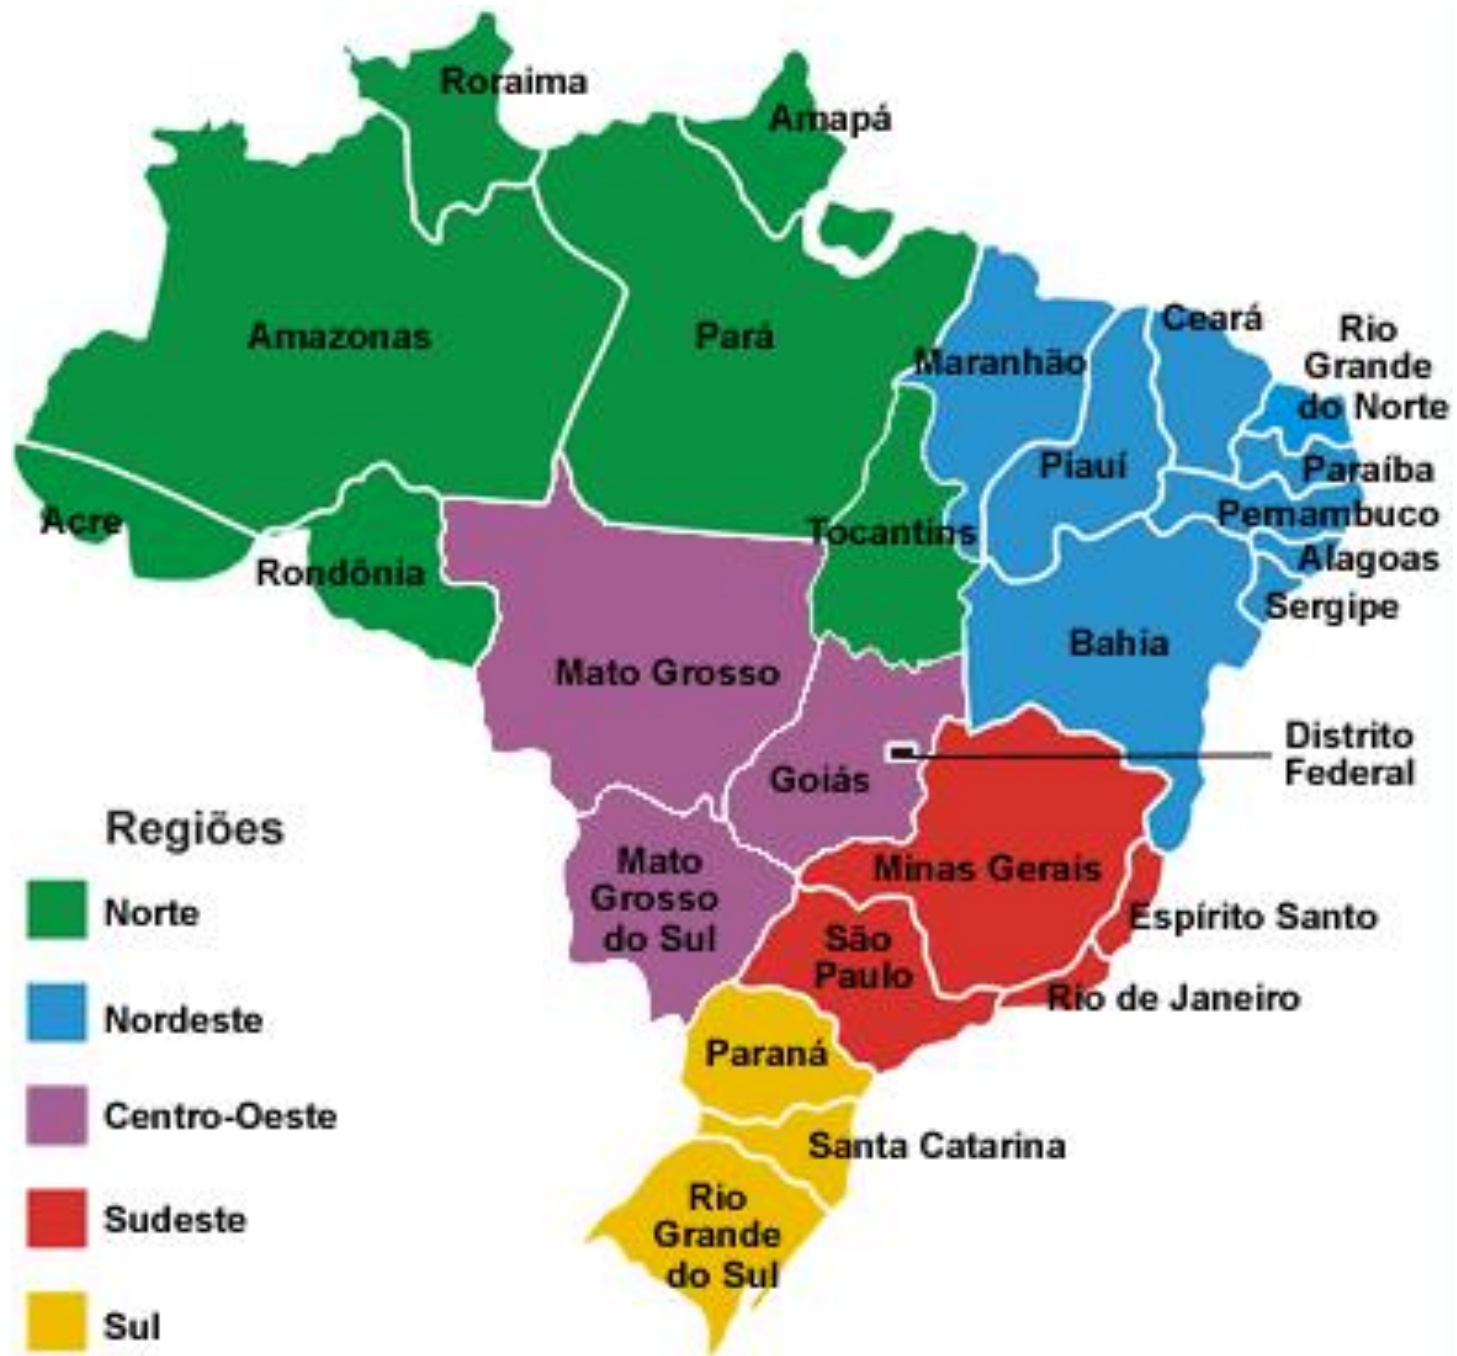 Roraima
Amapá
Amazonas
Pará
Maranhão
Ceará
Rio
Grande
do Norte
Piauí
Paraíba
Acre
Tocantins
Pernambuco
Rondônia
Alagoas
Sergipe
Bahia
Mato Grosso
Distrito
Federal
Goiás
Mato
Grosso
do Sul
Minas Gerais
Espírito Santo
São
Paulo
Rio de Janeiro
Paraná
Santa Catarina
Rio
Grande
do Sul
Regiões
Norte
Nordeste
Centro-Oeste
Sudeste
Sul